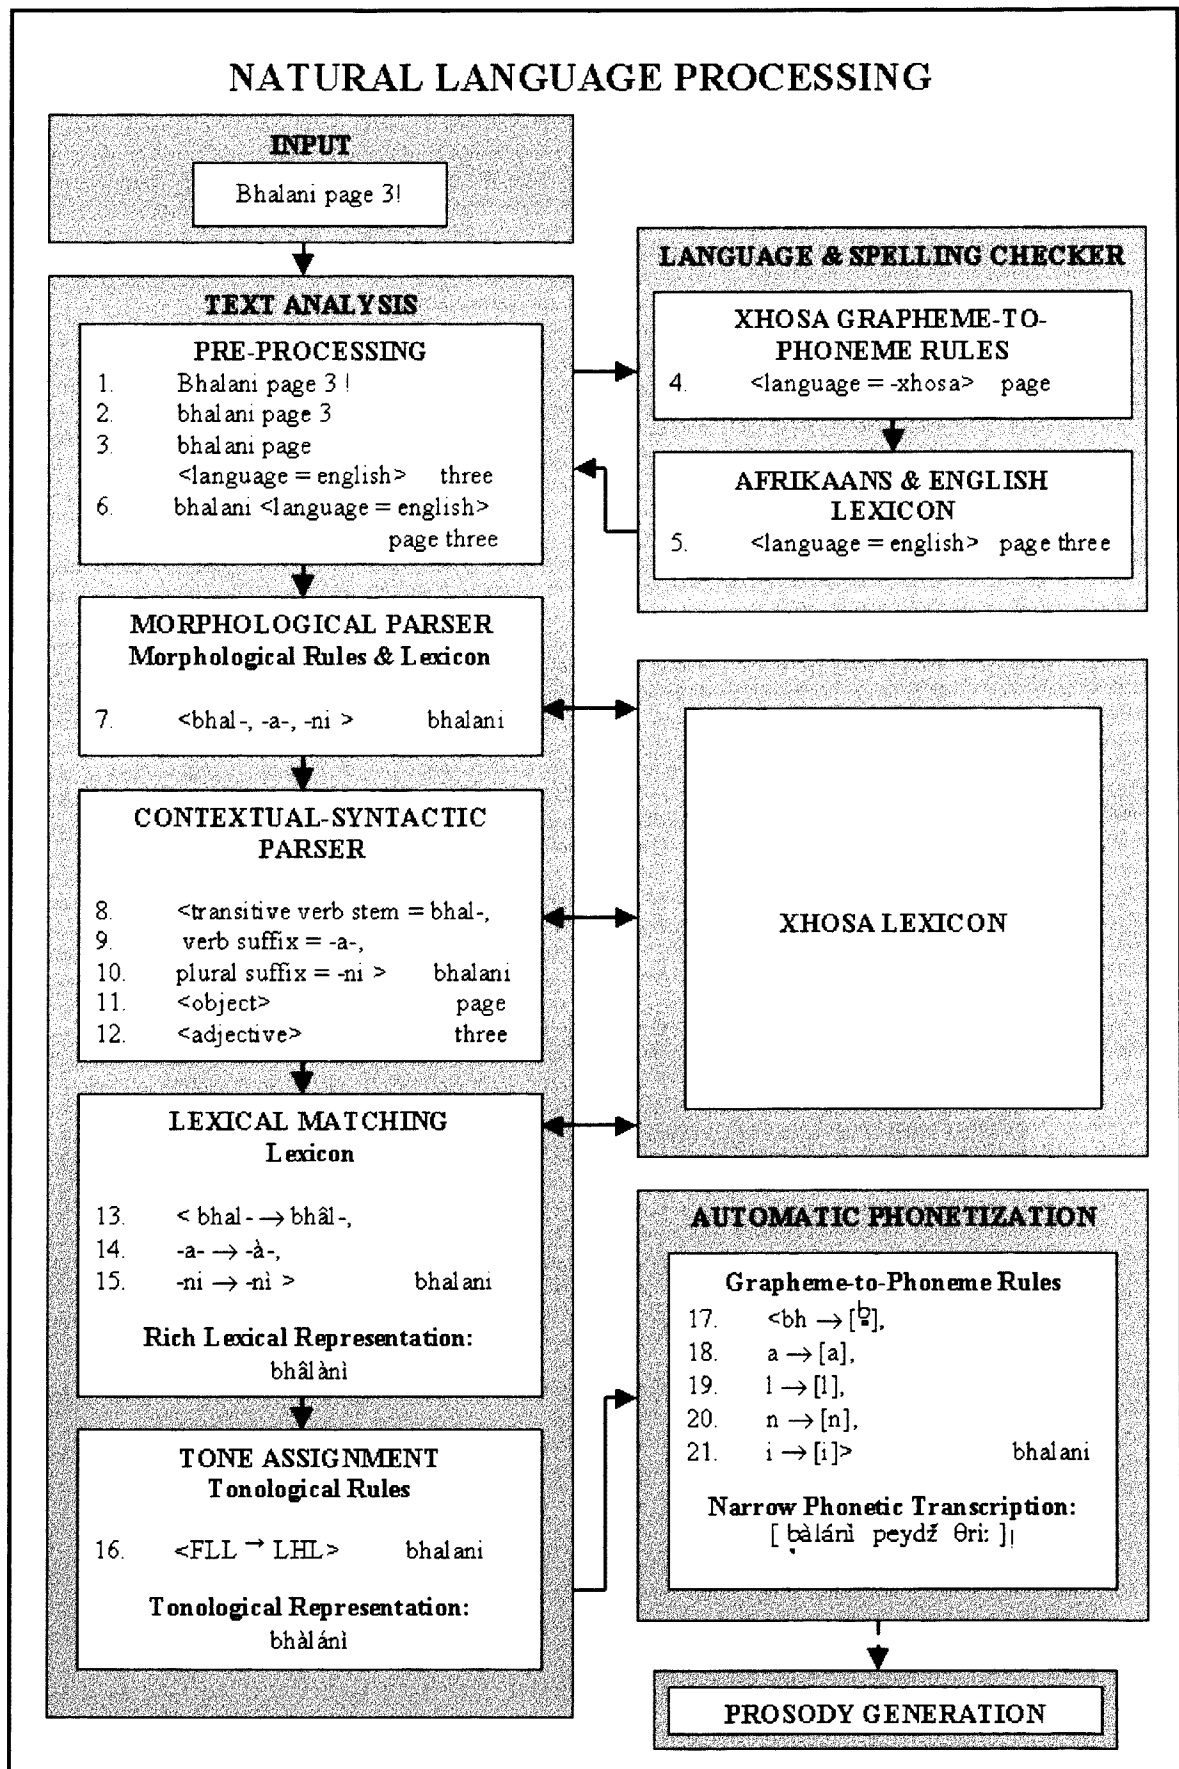 NATURAL LANGUAGE PROCESSING
INPUT
Bhalani page 3!
TEXT ANALYSIS
PRE-PROCESSING
1. Bhalani page 3 !
2. bhalani page 3
3. bhalani page
<language = english> three
6. bhalani <language = english>
page three
LANGUAGE & SPELLING CHECKER
XHOSA GRAPHEME-TO-
PHONEME RULES
4. <language = -xhosa> page
AFRIKAANS & ENGLISH
LEXICON
5. <language = english> page three
MORPHOLOGICAL PARSER
Morphological Rules & Lexicon
7. <bhal-, -a-, -ni > bhalani
CONTEXTUAL-SYNTACTIC
PARSER
8. <transitive verb stem = bhal-,
9. verb suffix = -a-,
10. plural suffix = -ni > bhalani
11. <object> page
12. <adjective> three
XHOSA LEXICON
LEXICAL MATCHING
Lexicon
13. < bhal- → bhâl-,
14. -a- → -à-,
15. -ni → -nì > bhalani
Rich Lexical Representation:
bhâlànì
TONE ASSIGNMENT
Tonological Rules
16. <FLL → LHL> bhalani
Tonological Representation:
bhàlánì
AUTOMATIC PHONETIZATION
Grapheme-to-Phoneme Rules
17. <bh → [b̤],
18. a → [a],
19. l → [l],
20. n → [n],
21. i → [i]> bhalani
Narrow Phonetic Transcription:
[ b̤àlánì peydž θri: ]
PROSODY GENERATION